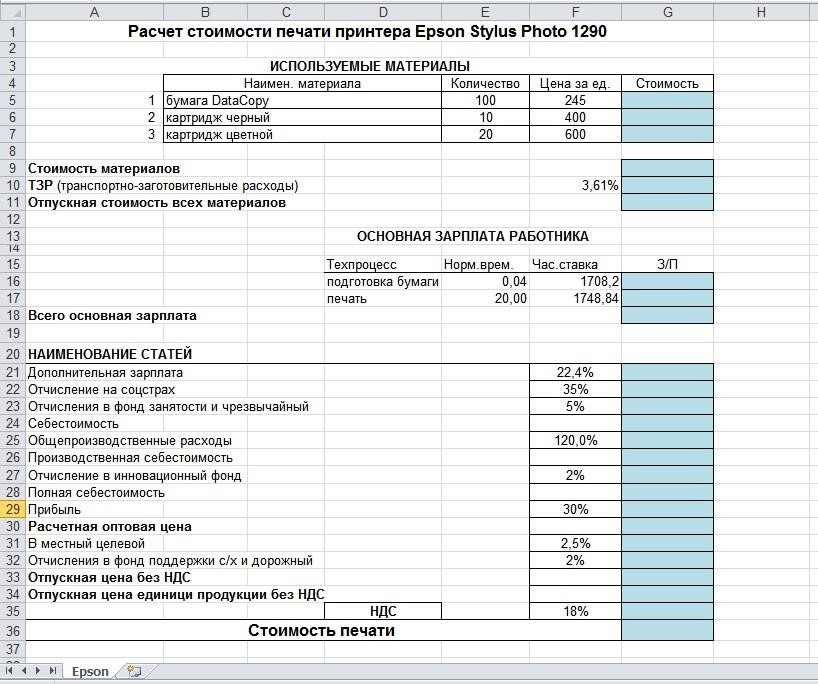 A B C D E F G H
1 Расчет стоимости печати принтера Epson Stylus Photo 1290
2
3 ИСПОЛЬЗУЕМЫЕ МАТЕРИАЛЫ
4 Наимен. материала Количество Цена за ед. Стоимость
5 1 бумага DataCopy 100 245
6 2 картридж черный 10 400
7 3 картридж цветной 20 600
8
9 Стоимость материалов
10 ТЗР (транспортно-заготовительные расходы) 3,61%
11 Отпускная стоимость всех материалов
12
13 ОСНОВНАЯ ЗАРПЛАТА РАБОТНИКА
14
15 Техпроцесс Норм.врем. Час.ставка З/П
16 подготовка бумаги 0,04 1708,2
17 печать 20,00 1748,84
18 Всего основная зарплата
19
20 НАИМЕНОВАНИЕ СТАТЕЙ
21 Дополнительная зарплата 22,4%
22 Отчисление на соцстрах 35%
23 Отчисления в фонд занятости и чрезвычайный 5%
24 Себестоимость
25 Общепроизводственные расходы 120,0%
26 Производственная себестоимость
27 Отчисление в инновационный фонд 2%
28 Полная себестоимость
29 Прибыль 30%
30 Расчетная оптовая цена
31 В местный целевой 2,5%
32 Отчисления в фонд поддержки с/х и дорожный 2%
33 Отпускная цена без НДС
34 Отпускная цена единици продукции без НДС
35 НДС 18%
36 Стоимость печати
37
Epson